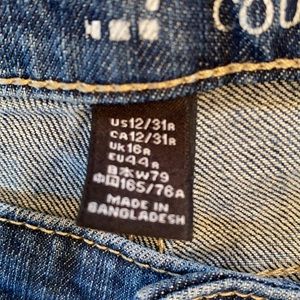 US12/31R
CA12/31R
UK16R
EU44R
日本W79
中国165/76A
MADE IN
BANGLADESH